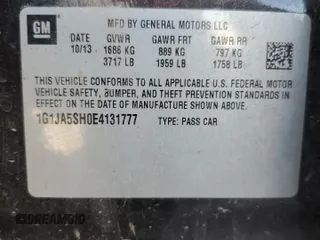 GM
MFD BY GENERAL MOTORS LLC
DATE GVWR GAWR FRT GAWR RR
10/13 1686 KG 889 KG 797 KG
3717 LB 1959 LB 1758 LB
THIS VEHICLE CONFORMS TO ALL APPLICABLE U.S. FEDERAL MOTOR
VEHICLE SAFETY, BUMPER, AND THEFT PREVENTION STANDARDS IN EFFECT
ON THE DATE OF MANUFACTURE SHOWN ABOVE.
1G1JA5SH0E4131777 TYPE: PASS CAR
IDREAMGID